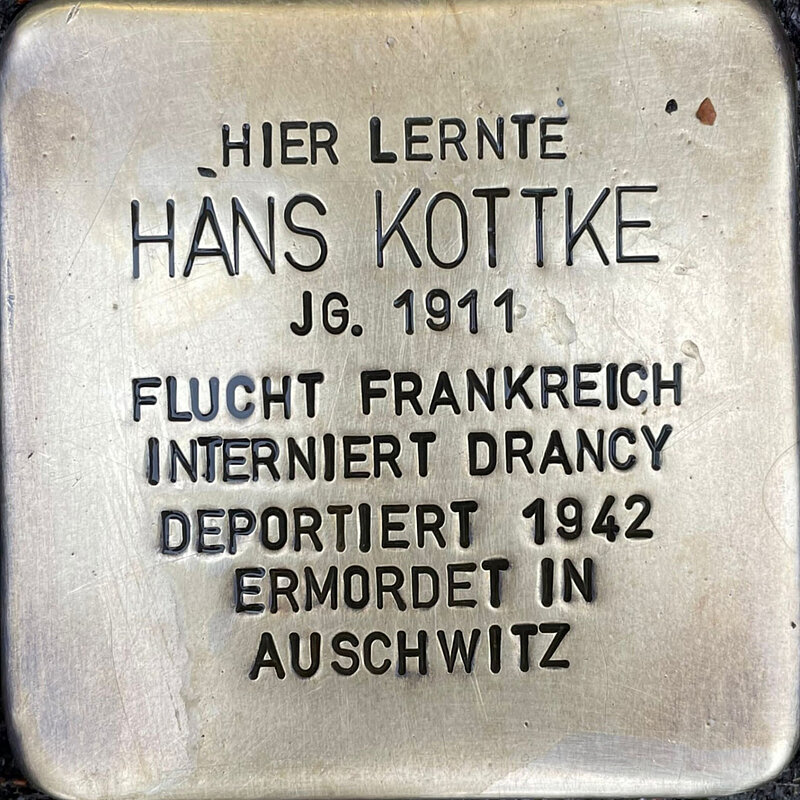 HIER LERNTE
HANS KOTTKE
JG. 1911
FLUCHT FRANKREICH
INTERNIERT DRANCY
DEPORTIERT 1942
ERMORDET IN
AUSCHWITZ